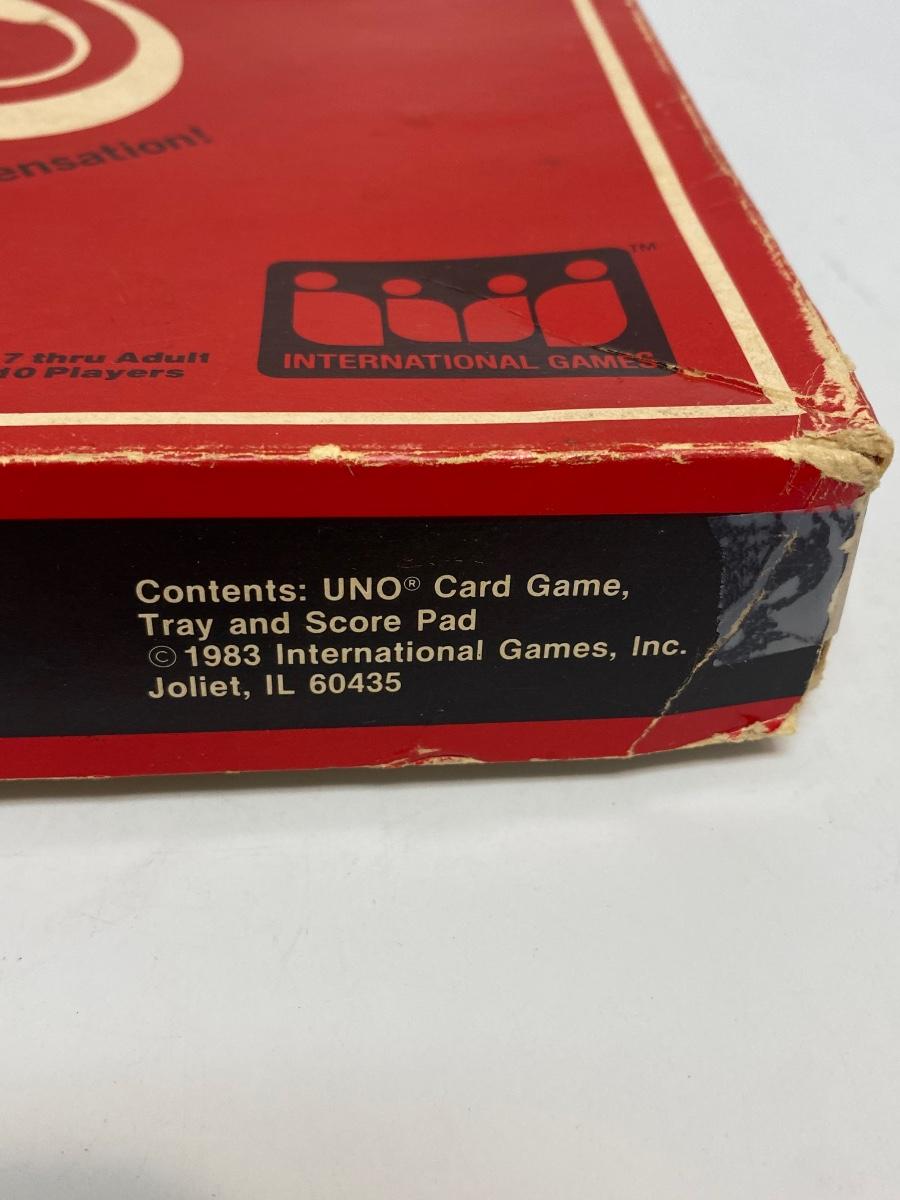 ensation!
TM
INTERNATIONAL GAMES
7 thru Adult
10 Players
Contents: UNO® Card Game,
Tray and Score Pad
© 1983 International Games, Inc.
Joliet, IL 60435